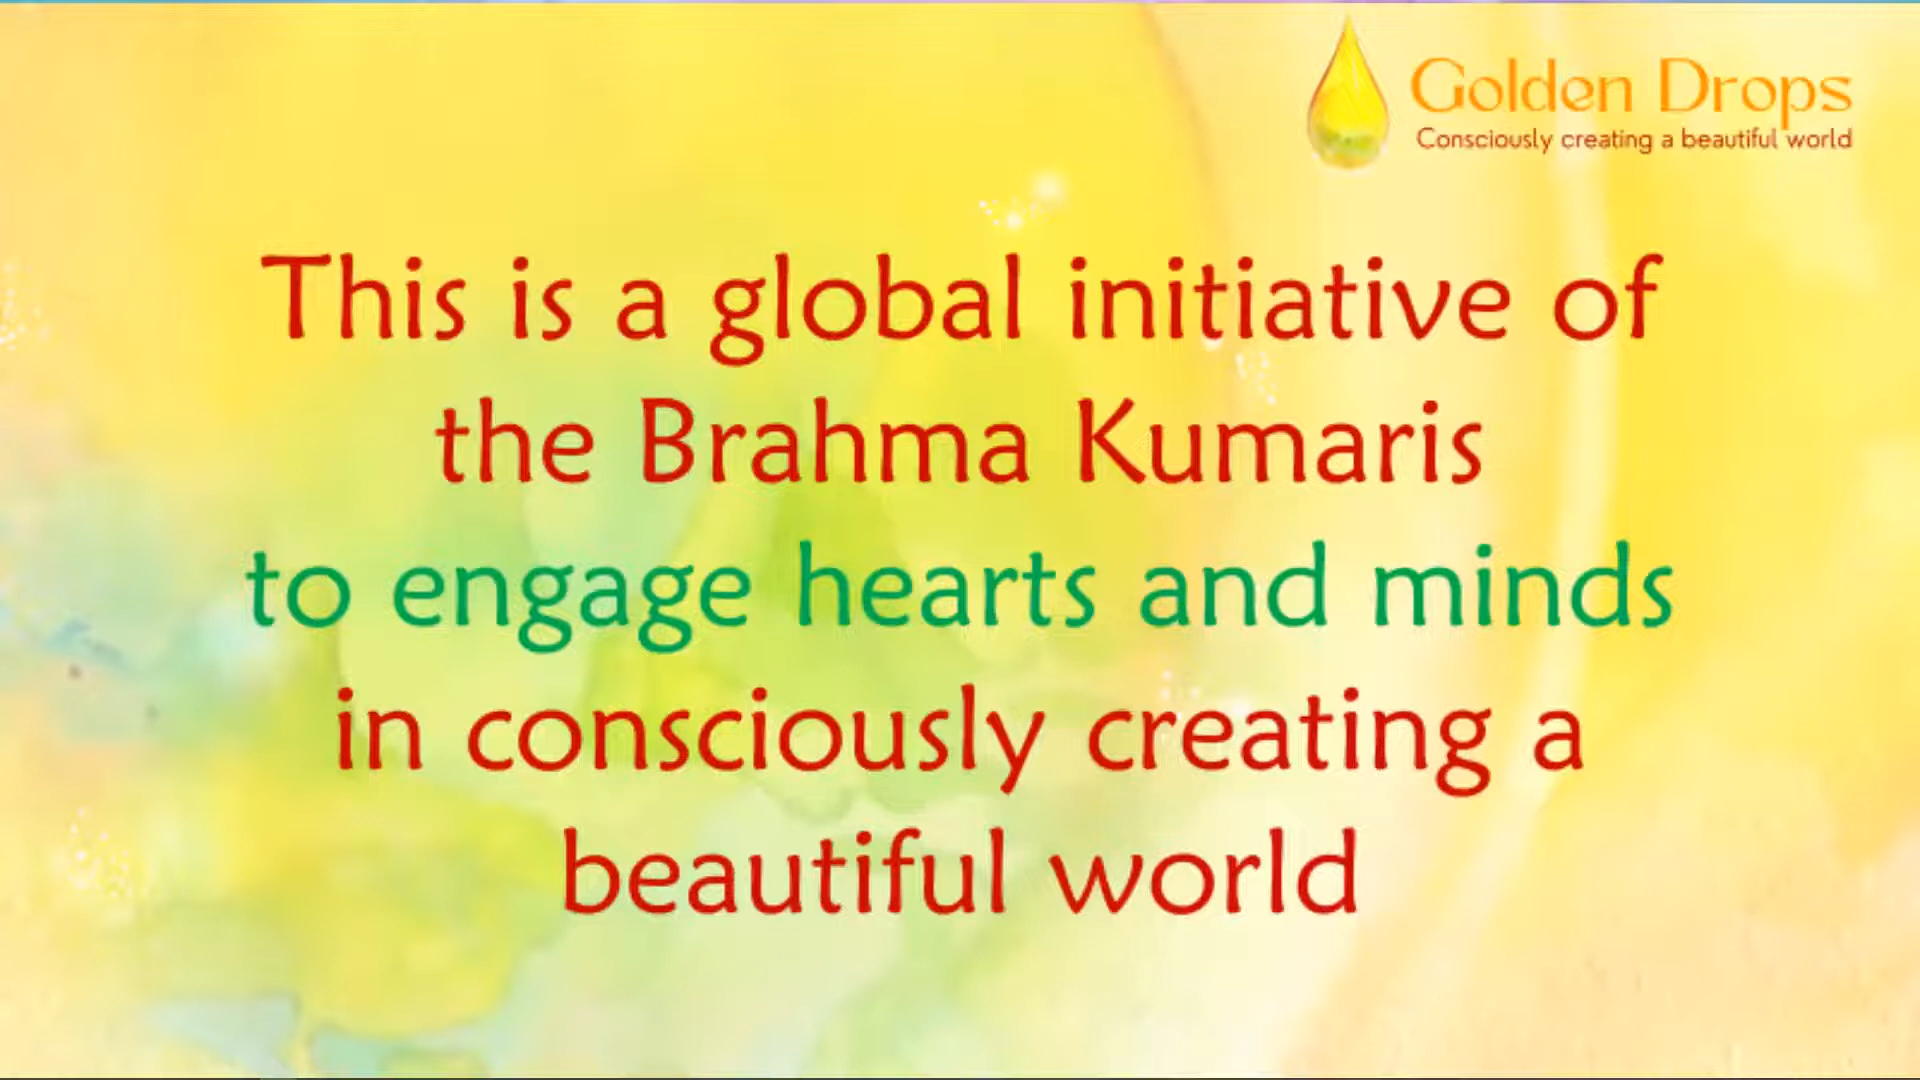 Golden Drops
Consciously creating a beautiful world
This is a global initiative of
the Brahma Kumaris
to engage hearts and minds
in consciously creating a
beautiful world